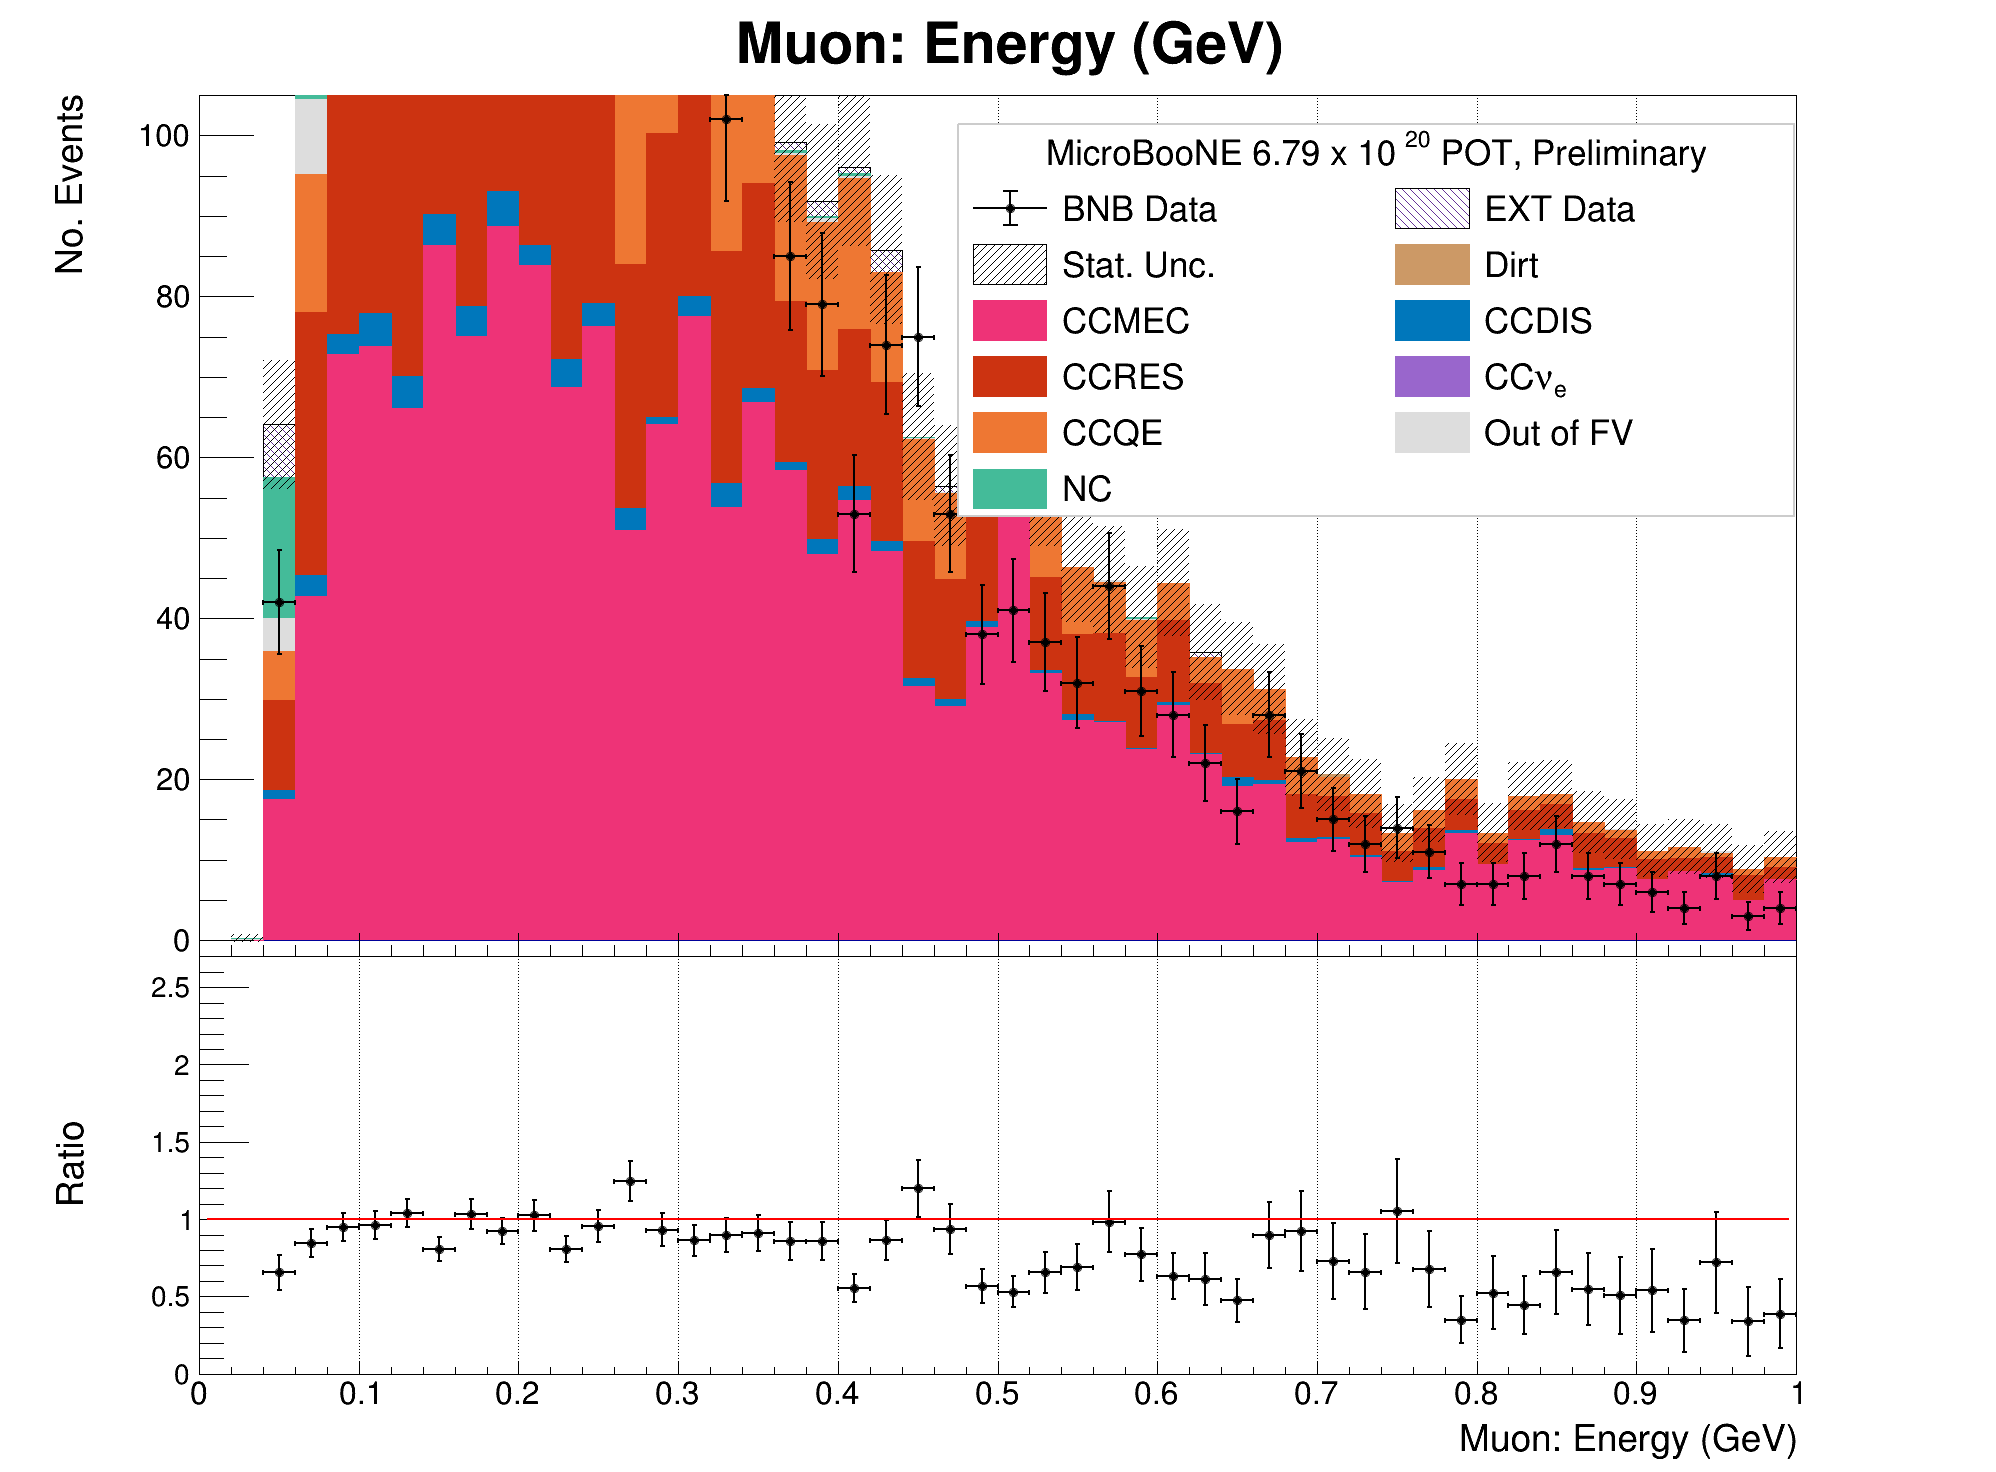 Muon: Energy (GeV)
No. Events
100
80
60
40
20
0
MicroBooNE 6.79 x 10 20 POT, Preliminary
BNB Data
EXT Data
Stat. Unc.
Dirt
CCMEC
CCDIS
CCRES
CCνe
CCQE
Out of FV
NC
Ratio
2.5
2
1.5
1
0.5
0
0 0.1 0.2 0.3 0.4 0.5 0.6 0.7 0.8 0.9 1
Muon: Energy (GeV)